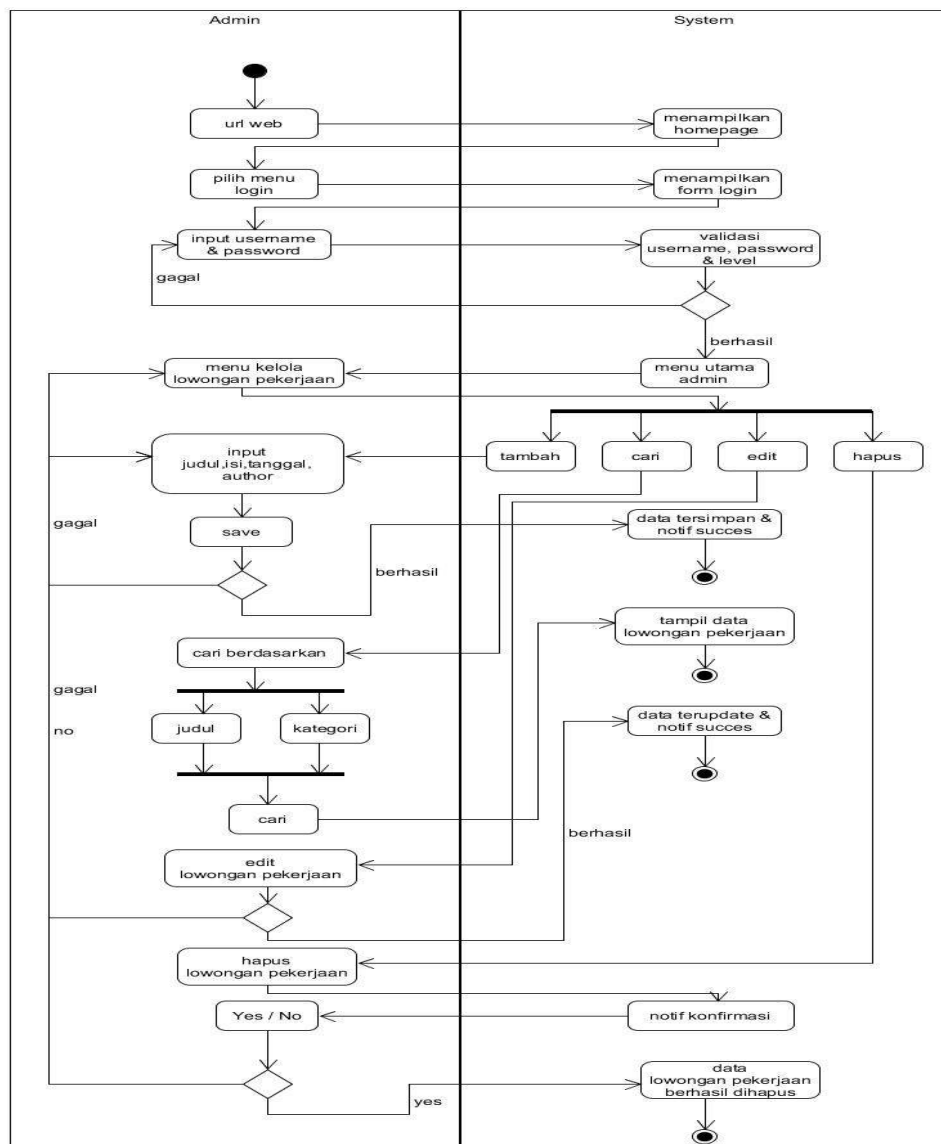 Admin
System
url web
menampilkan
homepage
pilih menu
login
menampilkan
form login
input username
& password
validasi
username, password
& level
gagal
berhasil
menu kelola
lowongan pekerjaan
menu utama
admin
input
judul,isi,tanggal,
author
tambah
cari
edit
hapus
gagal
save
data tersimpan &
notif succes
berhasil
cari berdasarkan
tampil data
lowongan pekerjaan
gagal
no
judul
kategori
data terupdate &
notif succes
cari
berhasil
edit
lowongan pekerjaan
hapus
lowongan pekerjaan
Yes / No
notif konfirmasi
data
lowongan pekerjaan
berhasil dihapus
yes